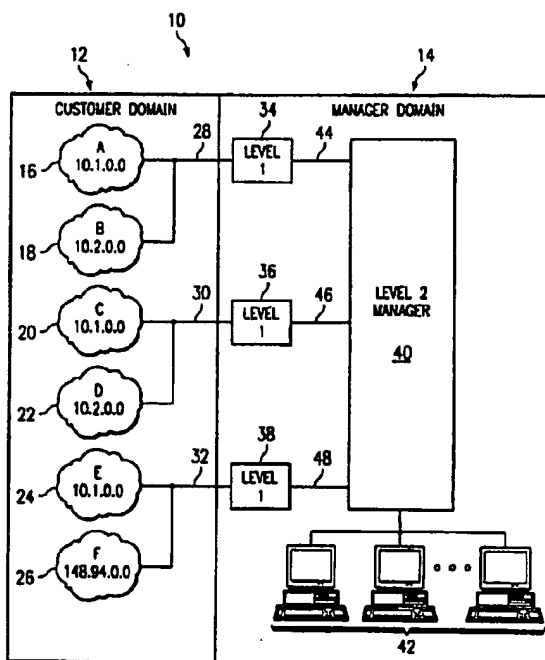 10
12
14
CUSTOMER DOMAIN
MANAGER DOMAIN
A
10.1.0.0
16
28
34
LEVEL
1
44
B
10.2.0.0
18
C
10.1.0.0
20
30
36
LEVEL
1
46
LEVEL 2
MANAGER
40
D
10.2.0.0
22
E
10.1.0.0
24
32
38
LEVEL
1
48
F
148.94.0.0
26
42